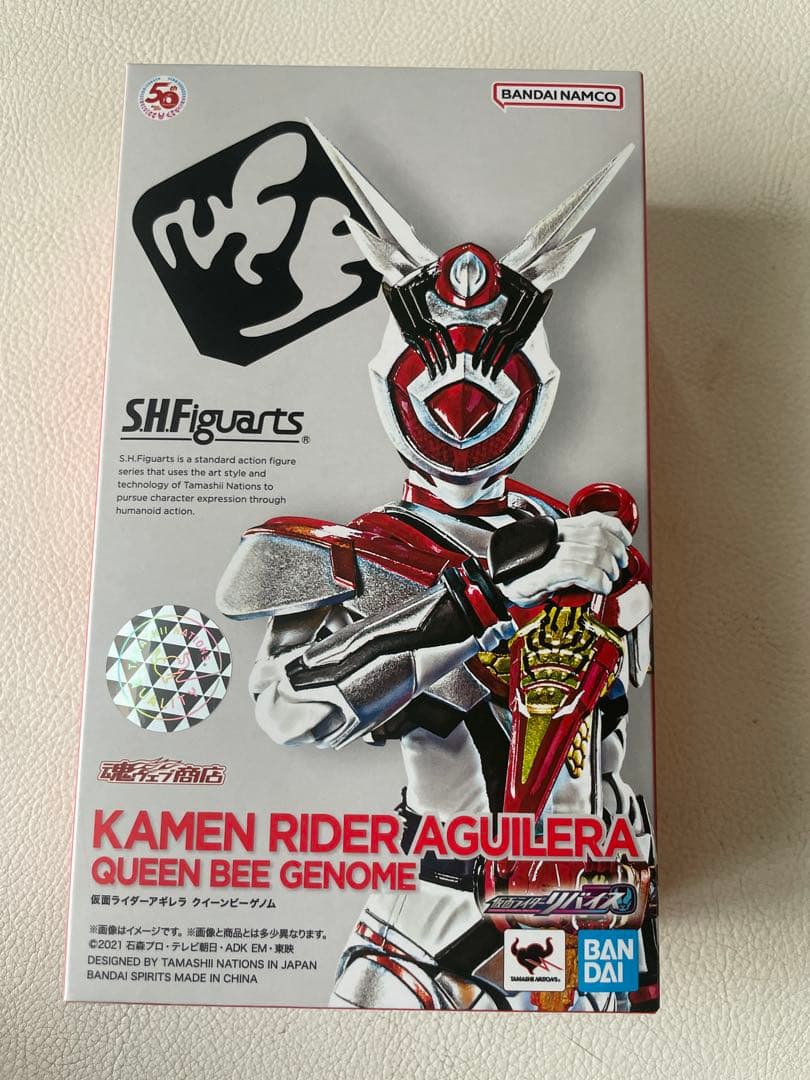 50th
BANDAI NAMCO
S.H.Figuarts®
S.H.Figuarts is a standard action figure
series that uses the art style and
technology of Tamashii Nations to
pursue character expression through
humanoid action.
魂ウェブ商店
KAMEN RIDER AGUILERA
QUEEN BEE GENOME
仮面ライダーアギレラ クイーンビーゲノム
仮面ライダーリバイス
※画像はイメージです。※画像と商品とは多少異なります。
©2021 石森プロ・テレビ朝日・ADK EM・東映
DESIGNED BY TAMASHII NATIONS IN JAPAN
BANDAI SPIRITS MADE IN CHINA
TAMASHII NATIONS®
BAN
DAI